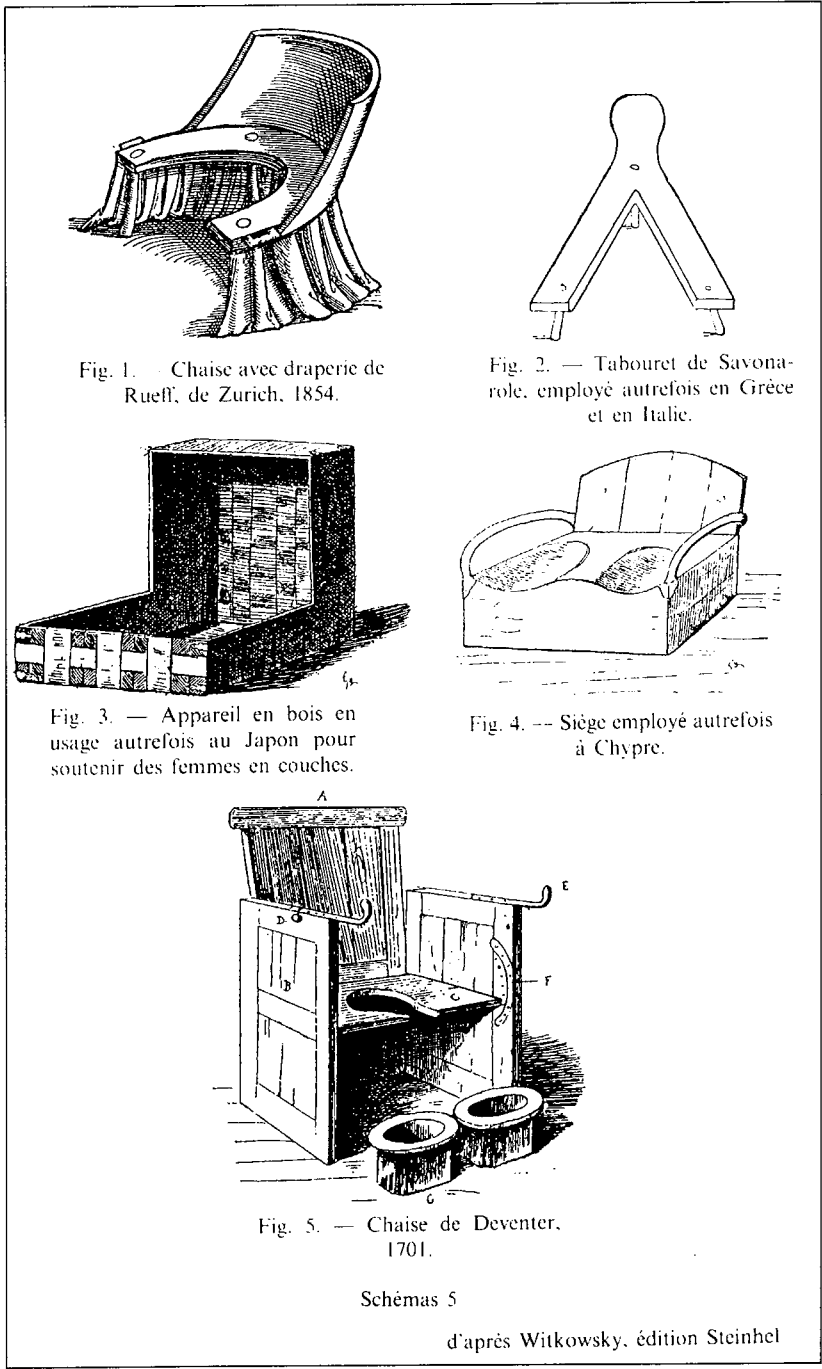 Fig. 1. — Chaise avec draperie de
Rueff, de Zurich, 1854.
Fig. 2. — Tabouret de Savona-
role, employé autrefois en Grèce
et en Italie.
Fig. 3. — Appareil en bois en
usage autrefois au Japon pour
soutenir des femmes en couches.
Fig. 4. — Siège employé autrefois
à Chypre.
A
E
D
F
B
C
G
Fig. 5. — Chaise de Deventer,
1701.
Schémas 5
d'après Witkowsky, édition Steinhel